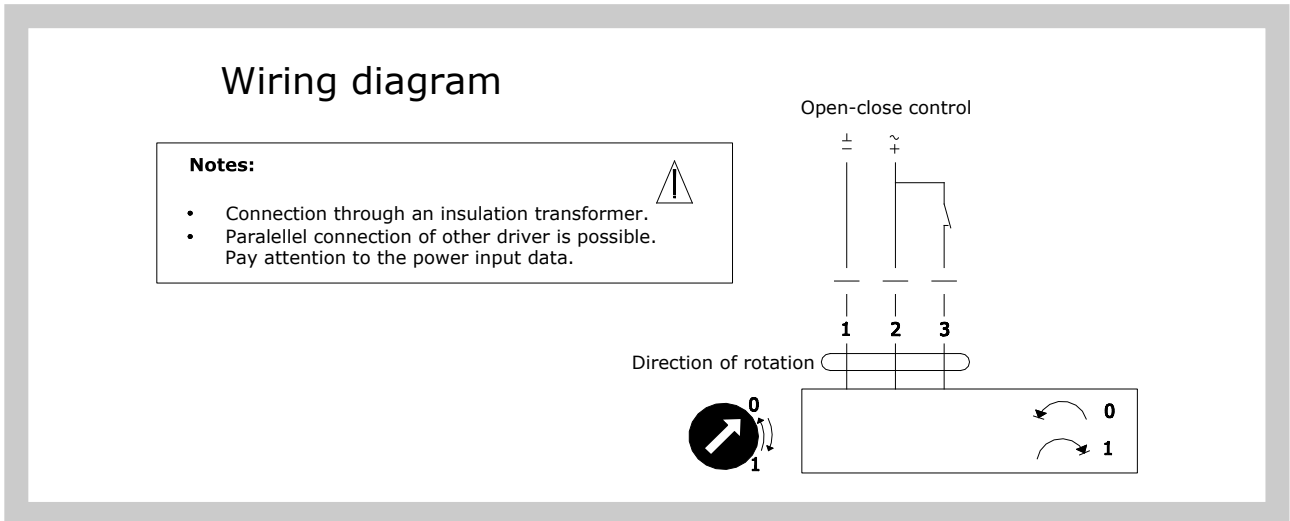 Wiring diagram
Notes:
• Connection through an insulation transformer.
• Paralellel connection of other driver is possible.
Pay attention to the power input data.
Open-close control
⊥ ~
− +
1 2 3
Direction of rotation
0
1
0
1